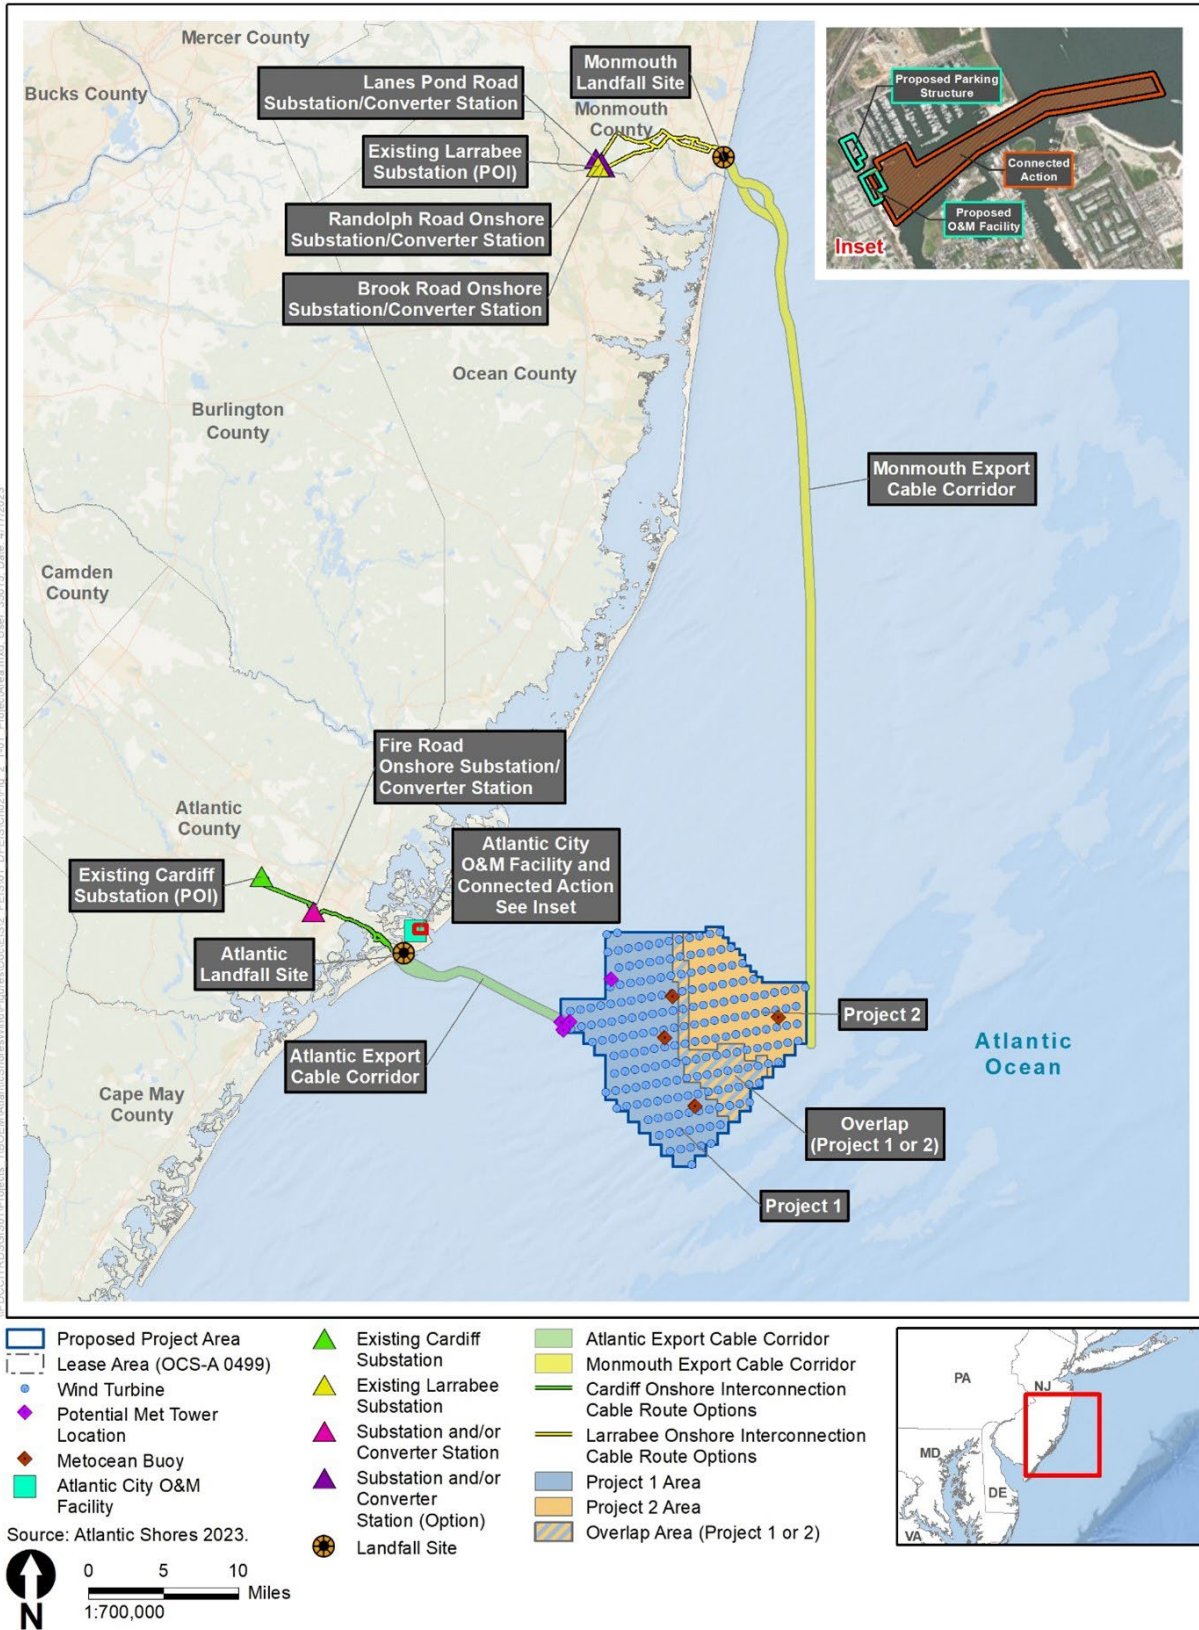 Mercer County
Bucks County
Lanes Pond Road
Substation/Converter Station
Monmouth
Landfall Site
Monmouth
County
Existing Larrabee
Substation (POI)
Randolph Road Onshore
Substation/Converter Station
Brook Road Onshore
Substation/Converter Station
Proposed Parking
Structure
Connected
Action
Proposed
O&M Facility
Inset
Ocean County
Burlington
County
Monmouth Export
Cable Corridor
Camden
County
Fire Road
Onshore Substation/
Converter Station
Atlantic
County
Atlantic City
O&M Facility and
Connected Action
See Inset
Existing Cardiff
Substation (POI)
Atlantic
Landfall Site
Project 2
Atlantic
Ocean
Atlantic Export
Cable Corridor
Cape May
County
Overlap
(Project 1 or 2)
Project 1
Proposed Project Area
Lease Area (OCS-A 0499)
Wind Turbine
Potential Met Tower
Location
Metocean Buoy
Atlantic City O&M
Facility
Existing Cardiff
Substation
Existing Larrabee
Substation
Substation and/or
Converter Station
Substation and/or
Converter
Station (Option)
Landfall Site
Atlantic Export Cable Corridor
Monmouth Export Cable Corridor
Cardiff Onshore Interconnection
Cable Route Options
Larrabee Onshore Interconnection
Cable Route Options
Project 1 Area
Project 2 Area
Overlap Area (Project 1 or 2)
PA
NJ
MD
DE
VA
Source: Atlantic Shores 2023.
N
0 5 10
Miles
1:700,000